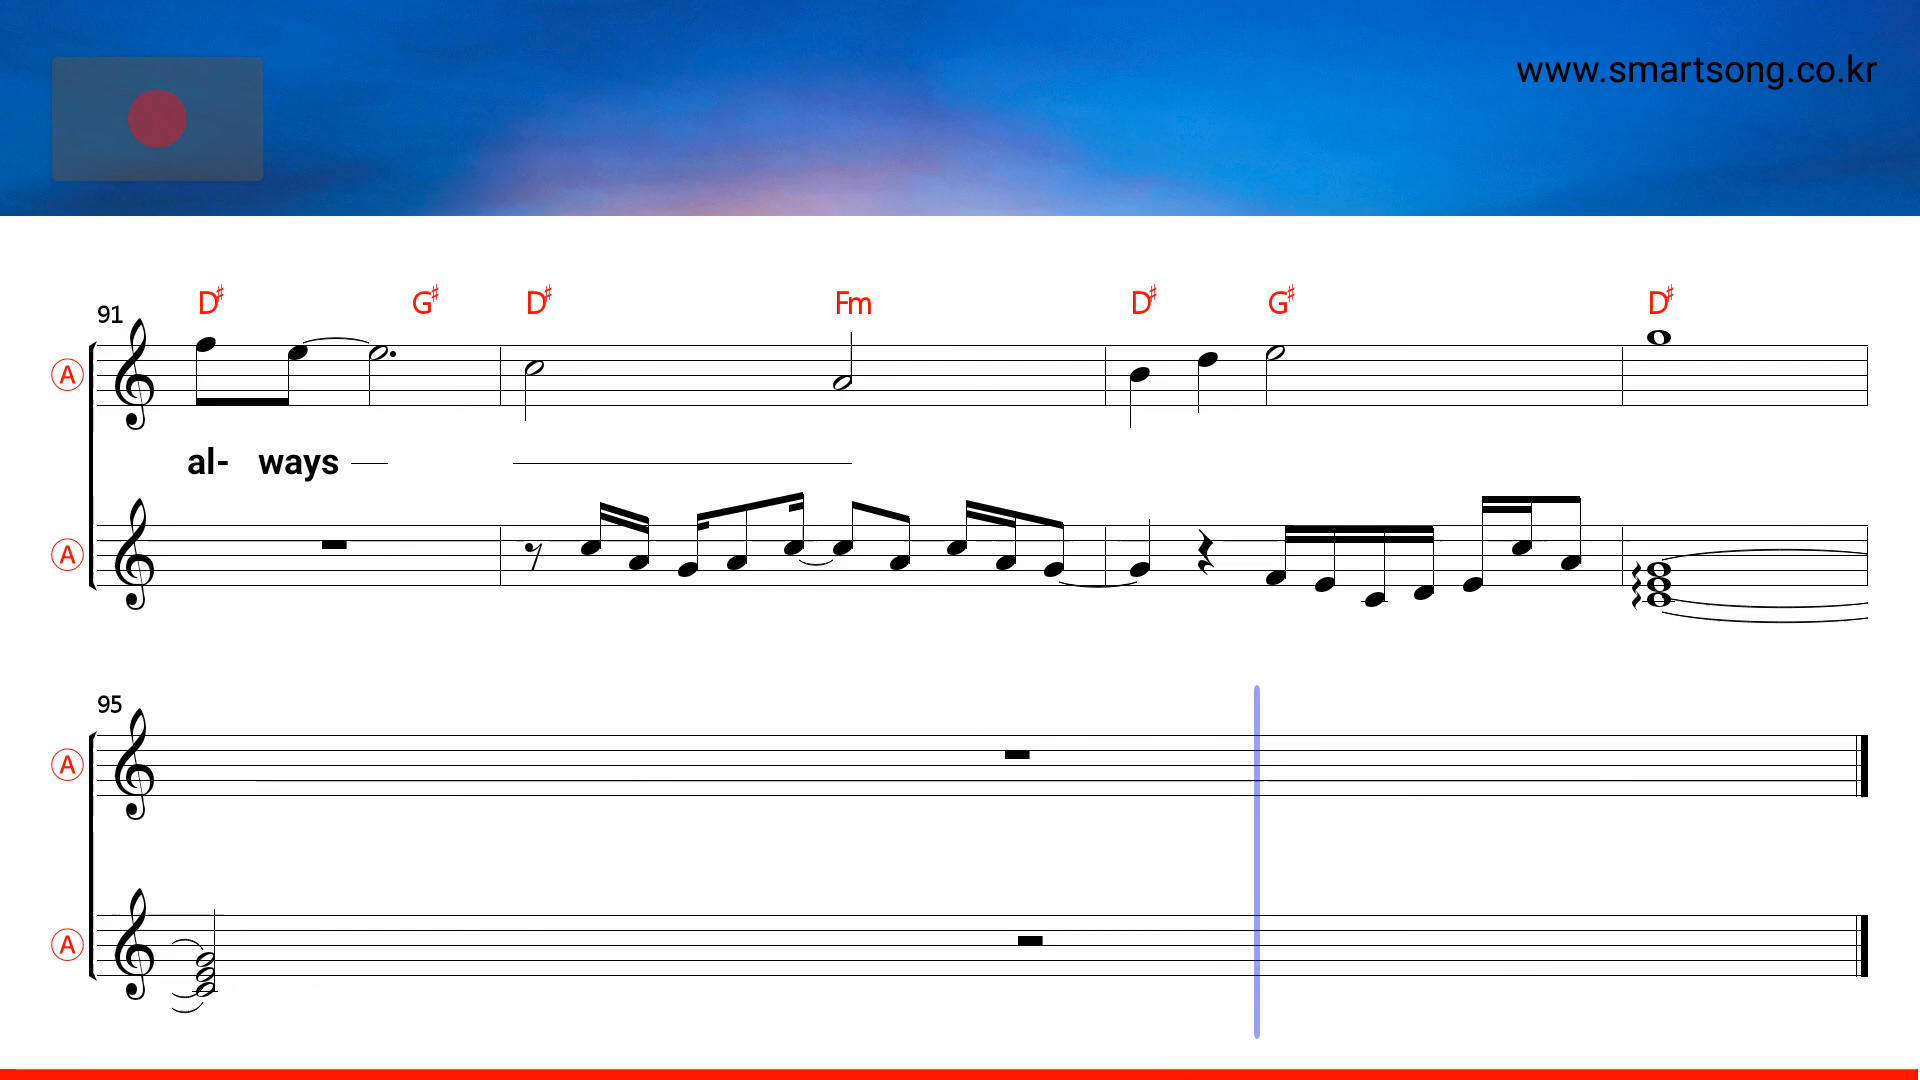 www.smartsong.co.kr
D♯ G♯ D♯ Fm D♯ G♯ D♯
91
A
al- ways
A
95
A
A